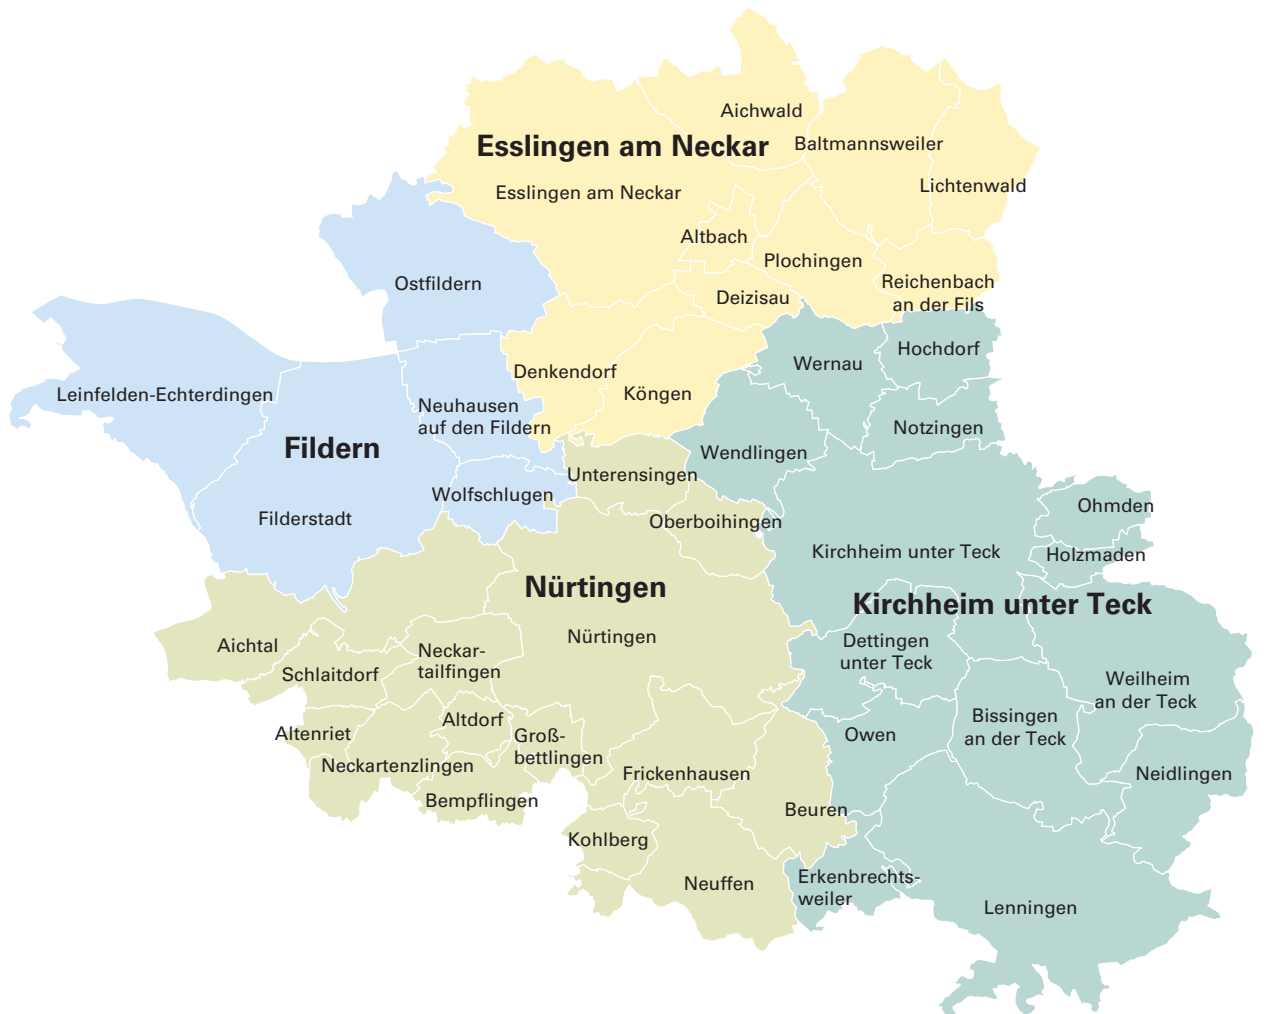 Aichwald
Esslingen am Neckar
Baltmannsweiler
Lichtenwald
Esslingen am Neckar
Altbach
Plochingen
Ostfildern
Deizisau
Reichenbach
an der Fils
Wernau
Hochdorf
Denkendorf
Köngen
Leinfelden-Echterdingen
Neuhausen
auf den Fildern
Notzingen
Fildern
Wendlingen
Unterensingen
Wolfschlugen
Ohmden
Filderstadt
Oberboihingen
Kirchheim unter Teck
Holzmaden
Nürtingen
Kirchheim unter Teck
Nürtingen
Aichtal
Neckar-
tailfingen
Dettingen
unter Teck
Schlaitdorf
Weilheim
an der Teck
Altdorf
Bissingen
an der Teck
Altenriet
Groß-
bettlingen
Owen
Neckartenzlingen
Frickenhausen
Neidlingen
Bempflingen
Beuren
Kohlberg
Neuffen
Erkenbrechts-
weiler
Lenningen